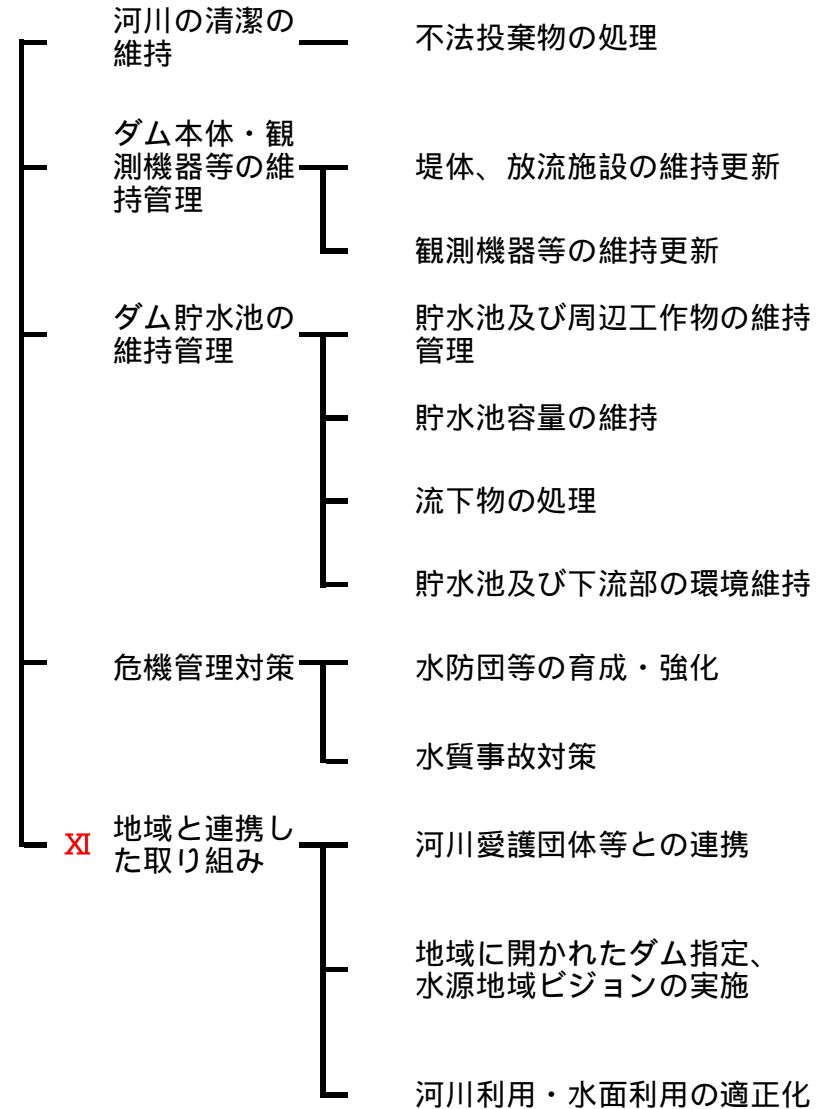 河川の清潔の
維持
不法投棄物の処理
ダム本体・観
測機器等の維
持管理
堤体、放流施設の維持更新
観測機器等の維持更新
ダム貯水池の
維持管理
貯水池及び周辺工作物の維持
管理
貯水池容量の維持
流下物の処理
貯水池及び下流部の環境維持
危機管理対策
水防団等の育成・強化
水質事故対策
Ⅺ
地域と連携し
た取り組み
河川愛護団体等との連携
地域に開かれたダム指定、
水源地域ビジョンの実施
河川利用・水面利用の適正化